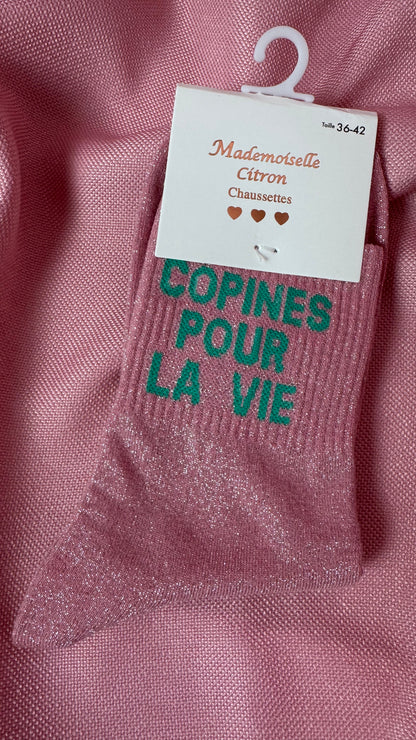 Taille 36-42
Mademoiselle
Citron
Chaussettes
COPINES
POUR
LA VIE